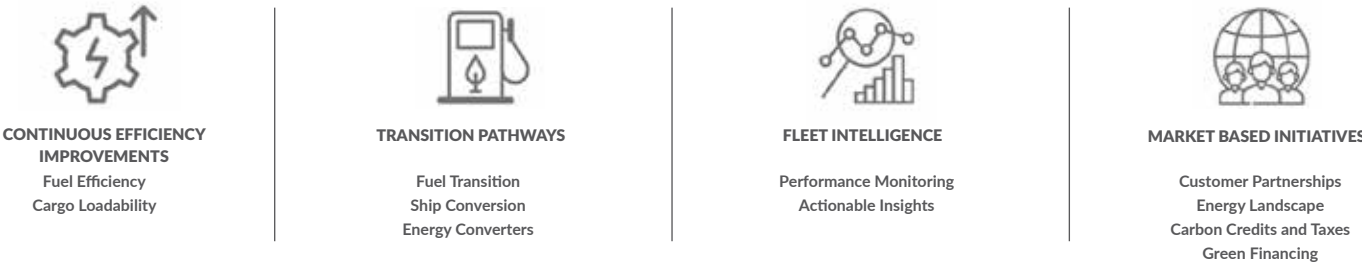 CONTINUOUS EFFICIENCY
IMPROVEMENTS
Fuel Efficiency
Cargo Loadability
TRANSITION PATHWAYS
Fuel Transition
Ship Conversion
Energy Converters
FLEET INTELLIGENCE
Performance Monitoring
Actionable Insights
MARKET BASED INITIATIVES
Customer Partnerships
Energy Landscape
Carbon Credits and Taxes
Green Financing